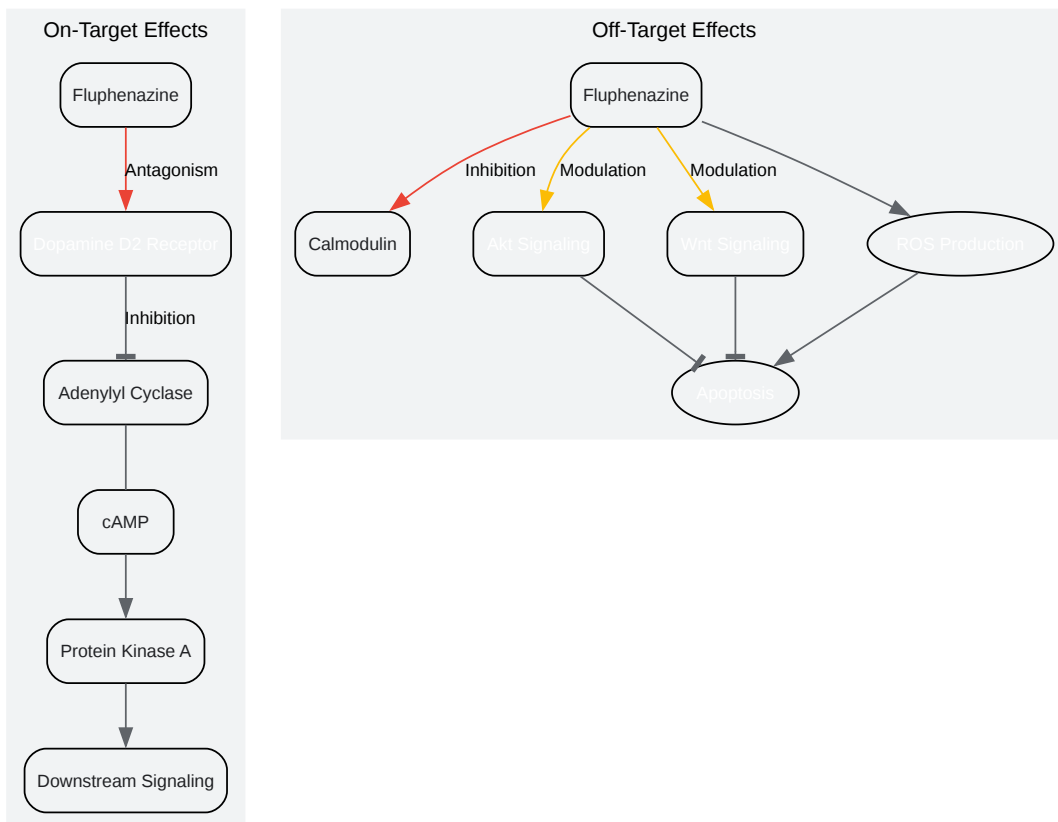 On-Target Effects
Fluphenazine
Antagonism
Dopamine D2 Receptor
Inhibition
Adenylyl Cyclase
cAMP
Protein Kinase A
Downstream Signaling
Off-Target Effects
Fluphenazine
Inhibition
Modulation
Modulation
Calmodulin
Akt Signaling
Wnt Signaling
ROS Production
Apoptosis